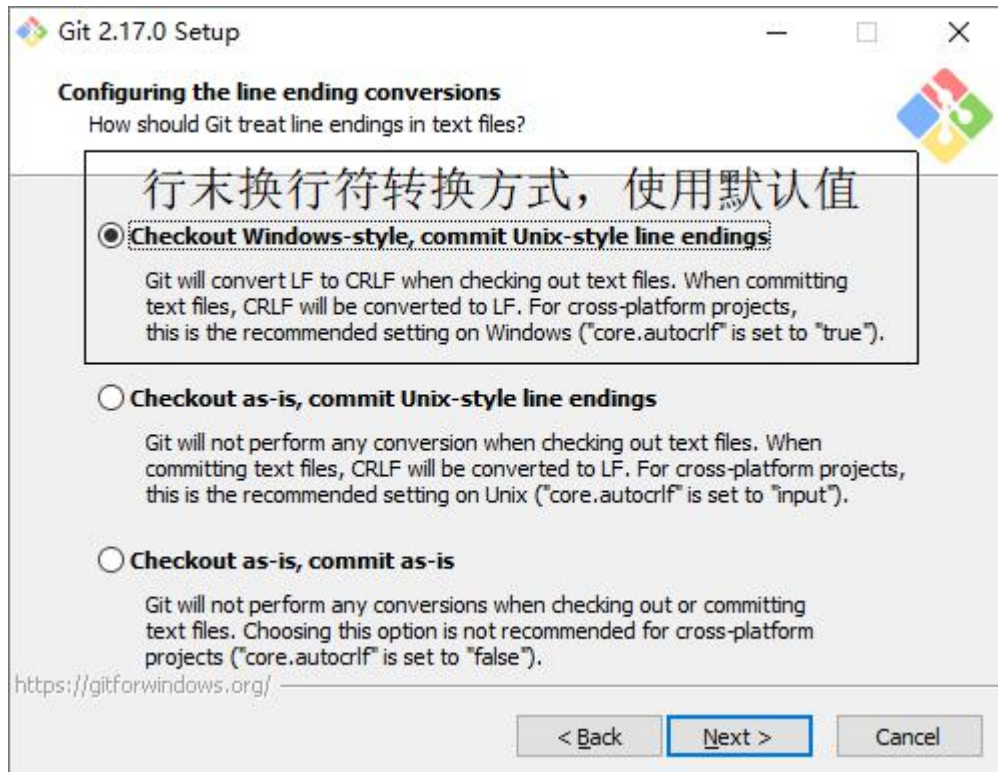 Git 2.17.0 Setup
Configuring the line ending conversions
How should Git treat line endings in text files?
行末换行符转换方式，使用默认值
Checkout Windows-style, commit Unix-style line endings
Git will convert LF to CRLF when checking out text files. When committing
text files, CRLF will be converted to LF. For cross-platform projects,
this is the recommended setting on Windows ("core.autocrlf" is set to "true").
Checkout as-is, commit Unix-style line endings
Git will not perform any conversion when checking out text files. When
committing text files, CRLF will be converted to LF. For cross-platform projects,
this is the recommended setting on Unix ("core.autocrlf" is set to "input").
Checkout as-is, commit as-is
Git will not perform any conversions when checking out or committing
text files. Choosing this option is not recommended for cross-platform
projects ("core.autocrlf" is set to "false").
https://gitforwindows.org/
< Back Next > Cancel